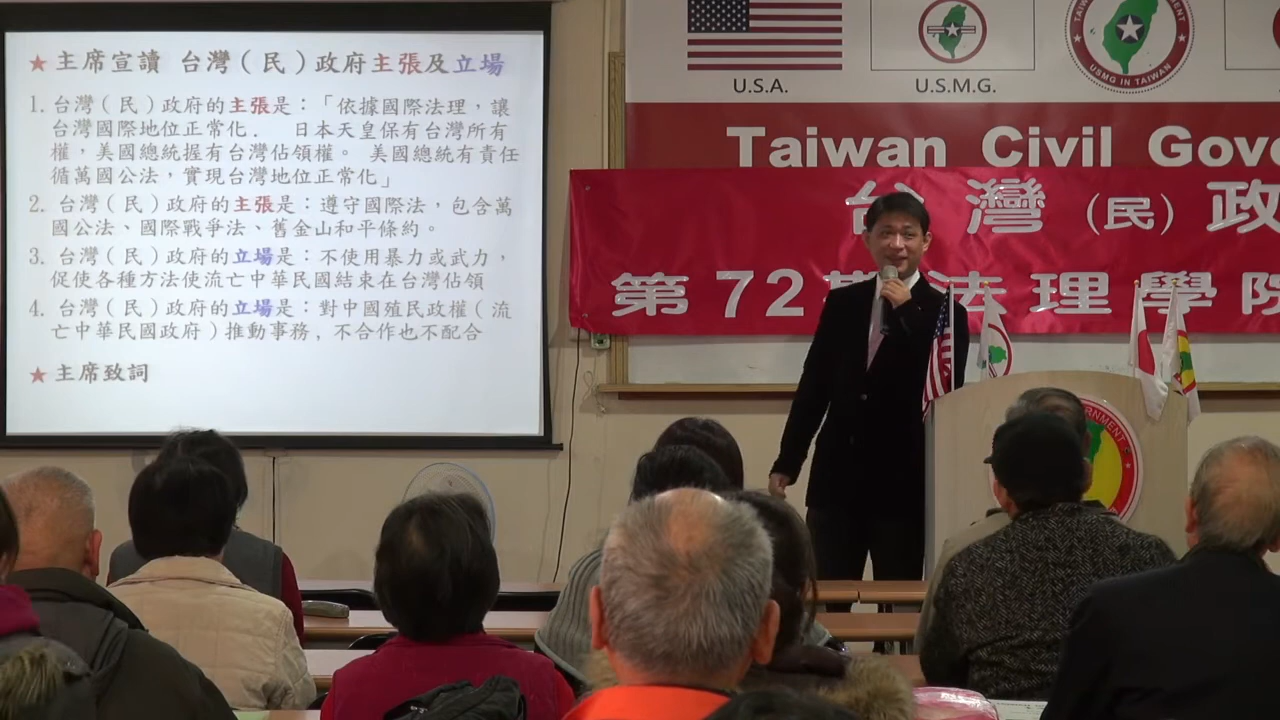 ★主席宣讀 台灣(民)政府主張及立場
1. 台灣(民)政府的主張是:「依據國際法理,讓
台灣國際地位正常化. 日本天皇保有台灣所有
權,美國總統握有台灣佔領權。 美國總統有責任
循萬國公法,實現台灣地位正常化」
2. 台灣(民)政府的主張是:遵守國際法,包含萬
國公法、國際戰爭法、舊金山和平條約。
3. 台灣(民)政府的立場是:不使用暴力或武力,
促使各種方法使流亡中華民國結束在台灣佔領
4. 台灣(民)政府的立場是:對中國殖民政權(流
亡中華民國政府)推動事務,不合作也不配合
★主席致詞
U.S.A.
U.S.M.G.
USMG IN TAIWAN
Taiwan Civil Gov
台灣(民)政
第72期法理學院